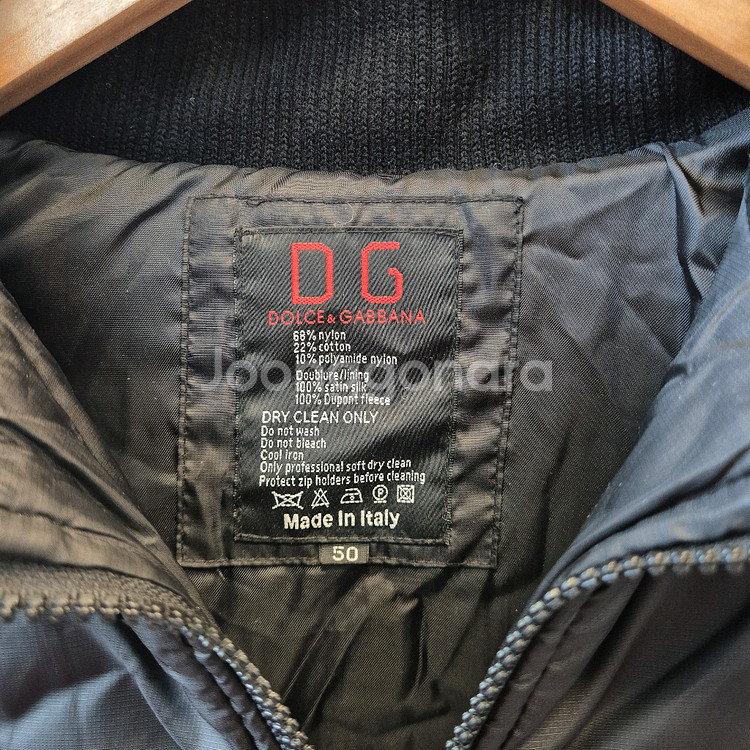 D G
DOLCE & GABBANA
68% nylon
22% cotton
10% polyamide nylon
Doublure/lining
100% satin silk
100% Dupont fleece
DRY CLEAN ONLY
Do not wash
Do not bleach
Cool iron
Only professional soft dry clean
Protect zip holders before cleaning
Made In Italy
50